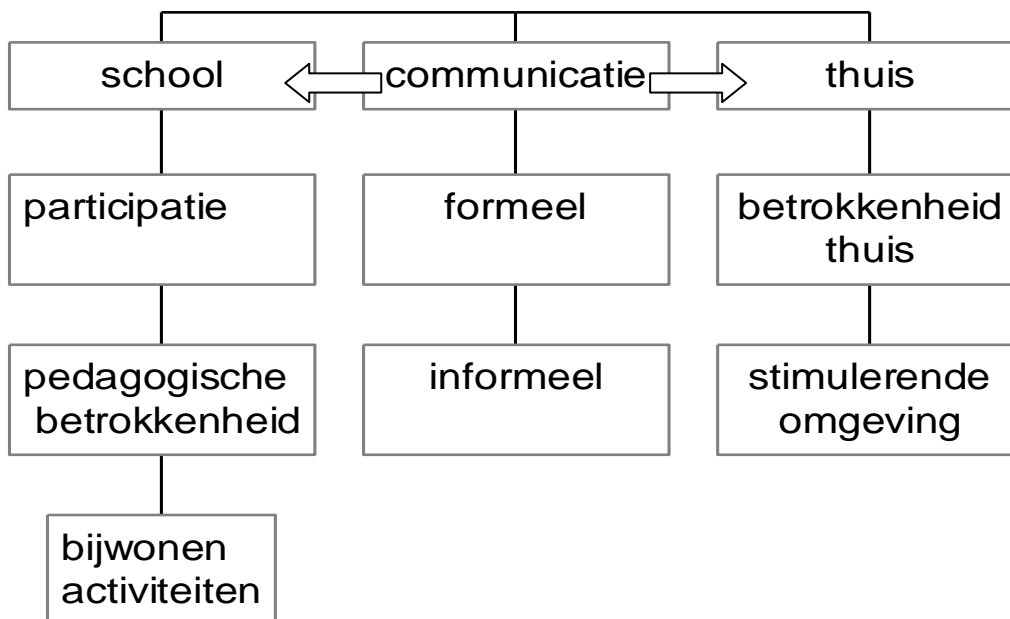 school
communicatie
thuis
participatie
formeel
betrokkenheid
thuis
pedagogische
betrokkenheid
informeel
stimulerende
omgeving
bijwonen
activiteiten